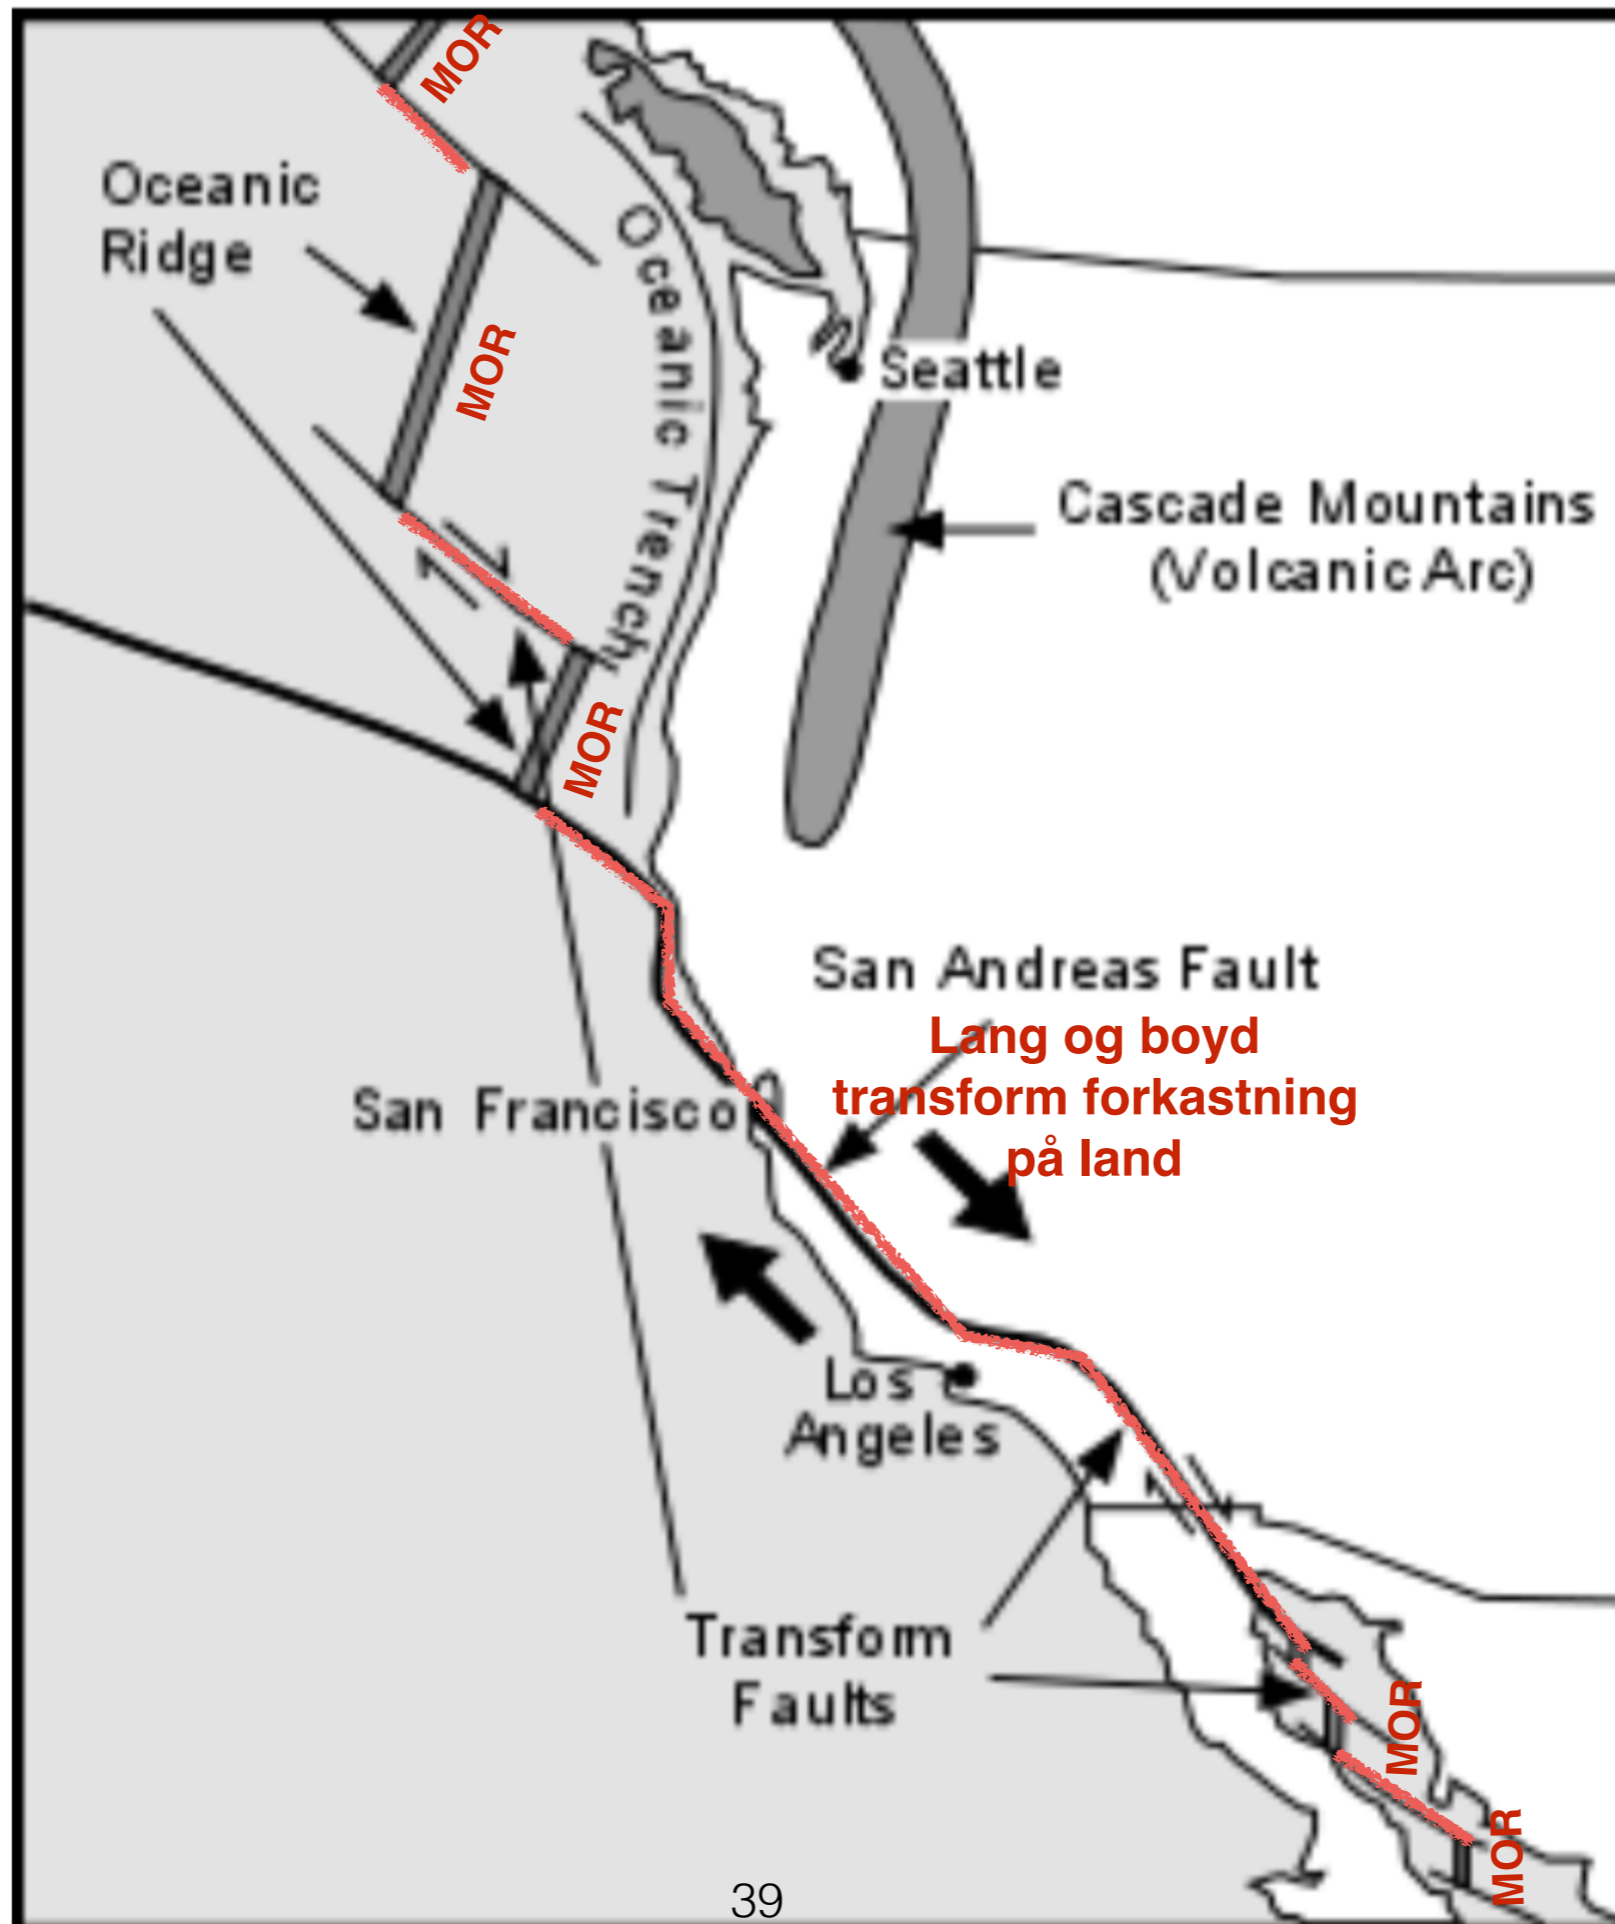 MOR
Oceanic
Ridge
Oceanic Trench
MOR
Seattle
Cascade Mountains
(Volcanic Arc)
MOR
San Andreas Fault
Lang og boyd
transform forkastning
på land
San Francisco
Los
Angeles
Transform
Faults
MOR
MOR
39